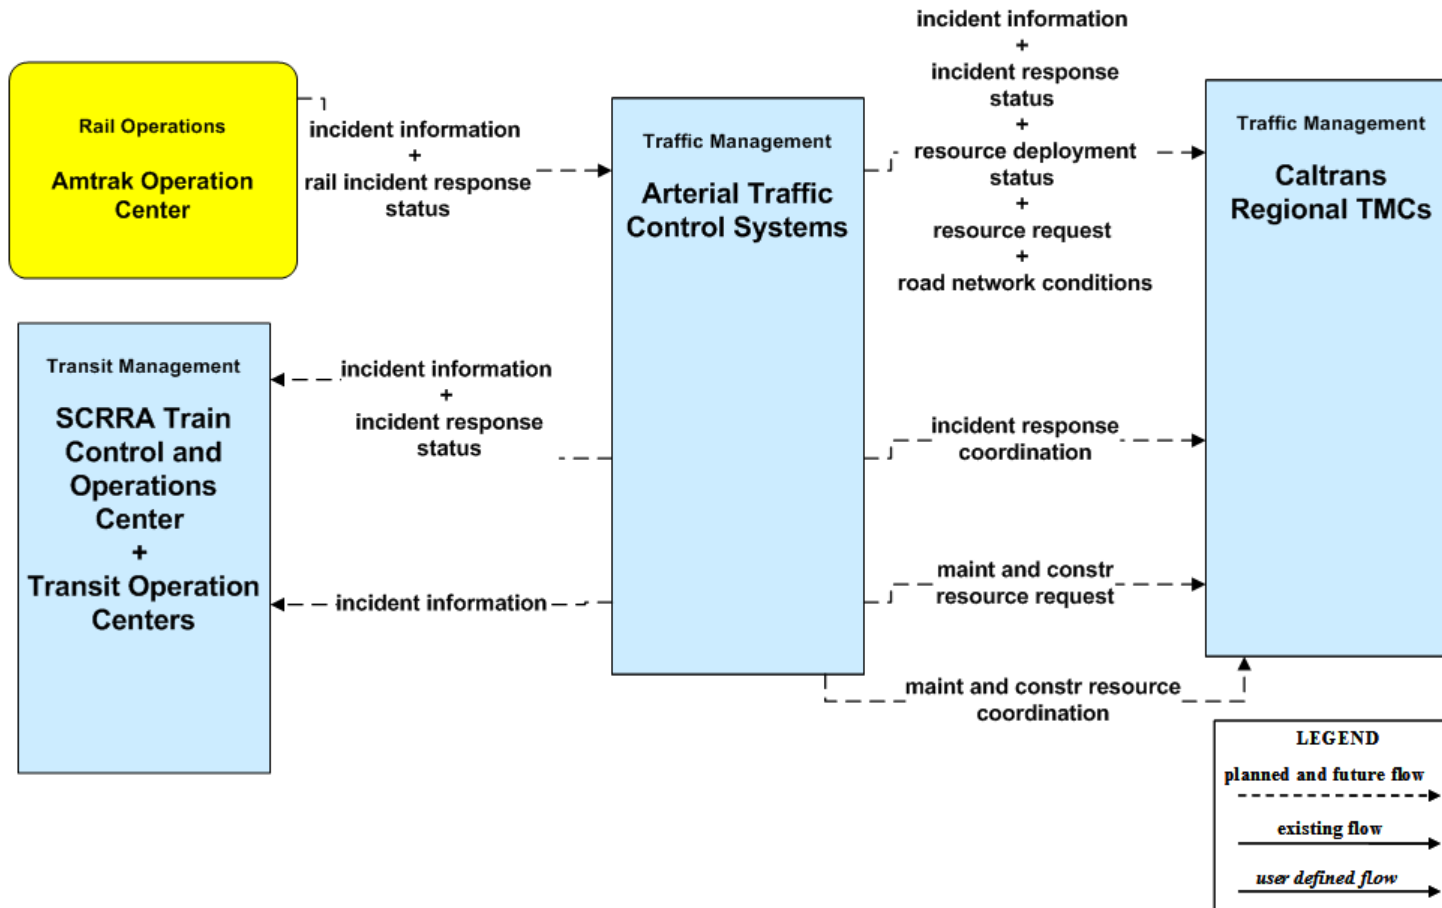 Rail Operations
Amtrak Operation
Center
incident information
+
rail incident response
status
Traffic Management
Arterial Traffic
Control Systems
incident information
+
incident response
status
+
resource deployment
status
+
resource request
+
road network conditions
Traffic Management
Caltrans
Regional TMCs
Transit Management
SCRRA Train
Control and
Operations
Center
+
Transit Operation
Centers
incident information
+
incident response
status
incident information
incident response
coordination
maint and constr
resource request
maint and constr resource
coordination
LEGEND
planned and future flow
existing flow
user defined flow